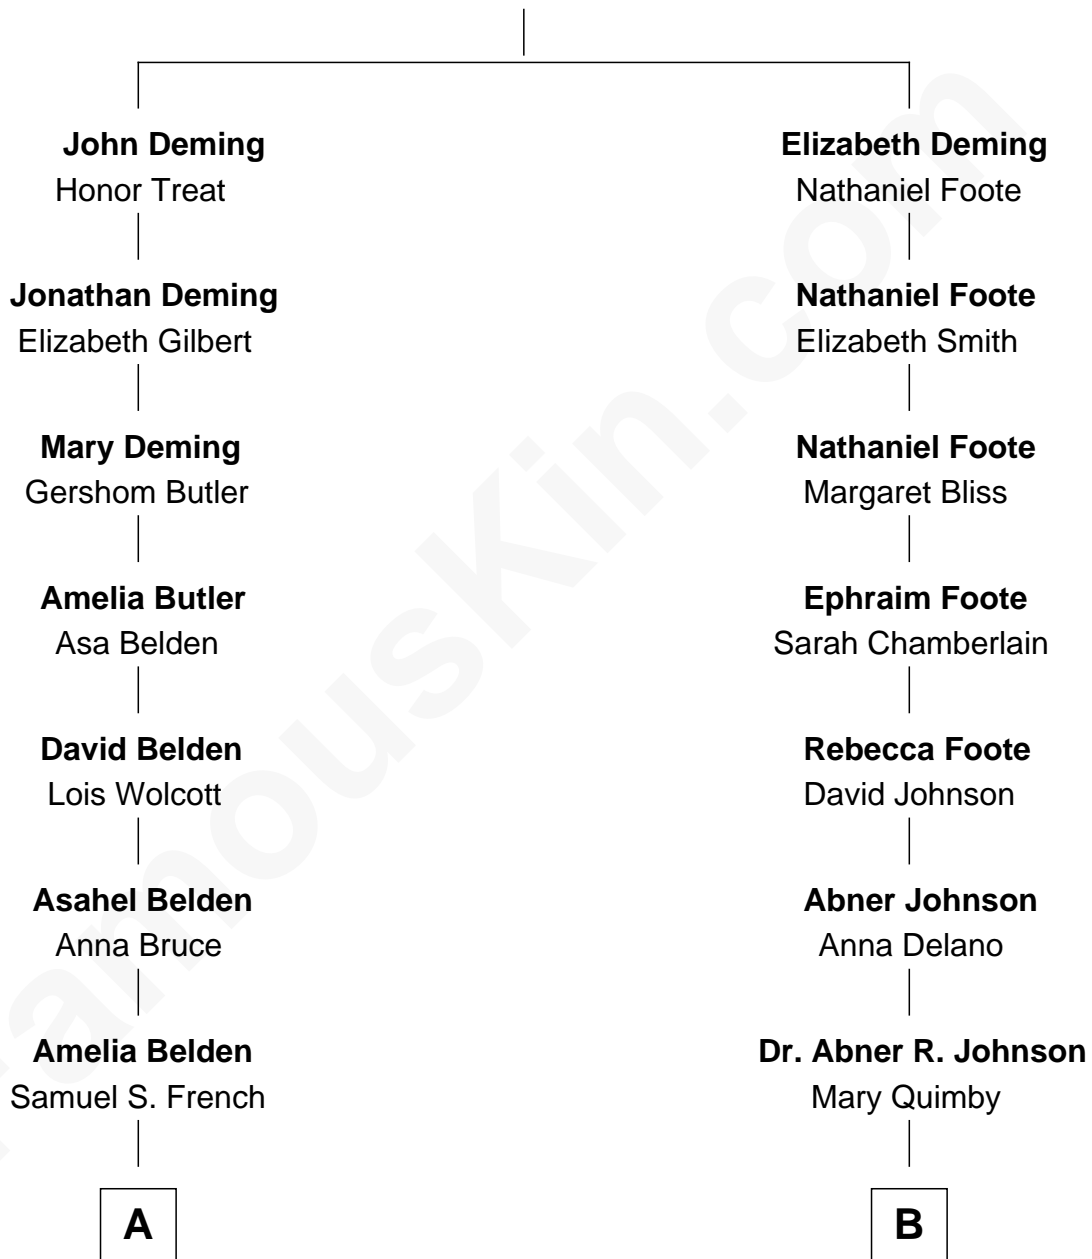 John Deming
Honor Treat
Jonathan Deming
Elizabeth Gilbert
Mary Deming
Gershom Butler
Amelia Butler
Asa Belden
David Belden
Lois Wolcott
Asahel Belden
Anna Bruce
Amelia Belden
Samuel S. French
A
Elizabeth Deming
Nathaniel Foote
Nathaniel Foote
Elizabeth Smith
Nathaniel Foote
Margaret Bliss
Ephraim Foote
Sarah Chamberlain
Rebecca Foote
David Johnson
Abner Johnson
Anna Delano
Dr. Abner R. Johnson
Mary Quimby
B
FamousKin.com